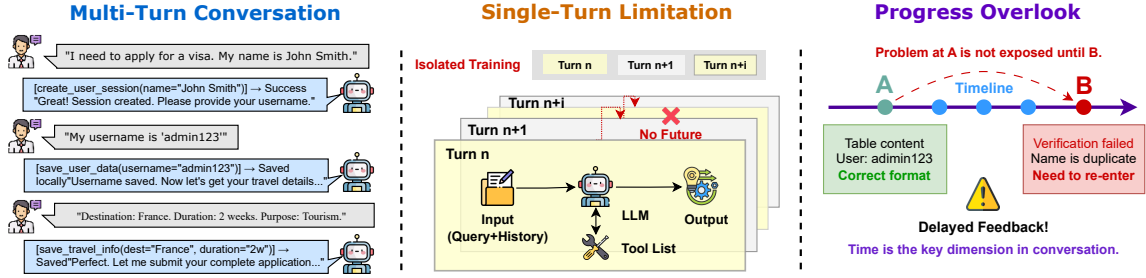 Multi-Turn Conversation
"I need to apply for a visa. My name is John Smith."
[create_user_session(name="John Smith")] → Success
"Great! Session created. Please provide your username."
"My username is 'admin123'"
[save_user_data(username="admin123")] → Saved
locally"Username saved. Now let's get your travel details..."
"Destination: France. Duration: 2 weeks. Purpose: Tourism."
[save_travel_info(dest="France", duration="2w")] →
Saved"Perfect. Let me submit your complete application..."
Single-Turn Limitation
Isolated Training
Turn n
Turn n+1
Turn n+i
Turn n+i
Turn n+1
No Future
Turn n
Input
(Query+History)
LLM
Tool List
Output
Progress Overlook
Problem at A is not exposed until B.
A
Timeline
B
Table content
User: adimin123
Correct format
Verification failed
Name is duplicate
Need to re-enter
Delayed Feedback!
Time is the key dimension in conversation.